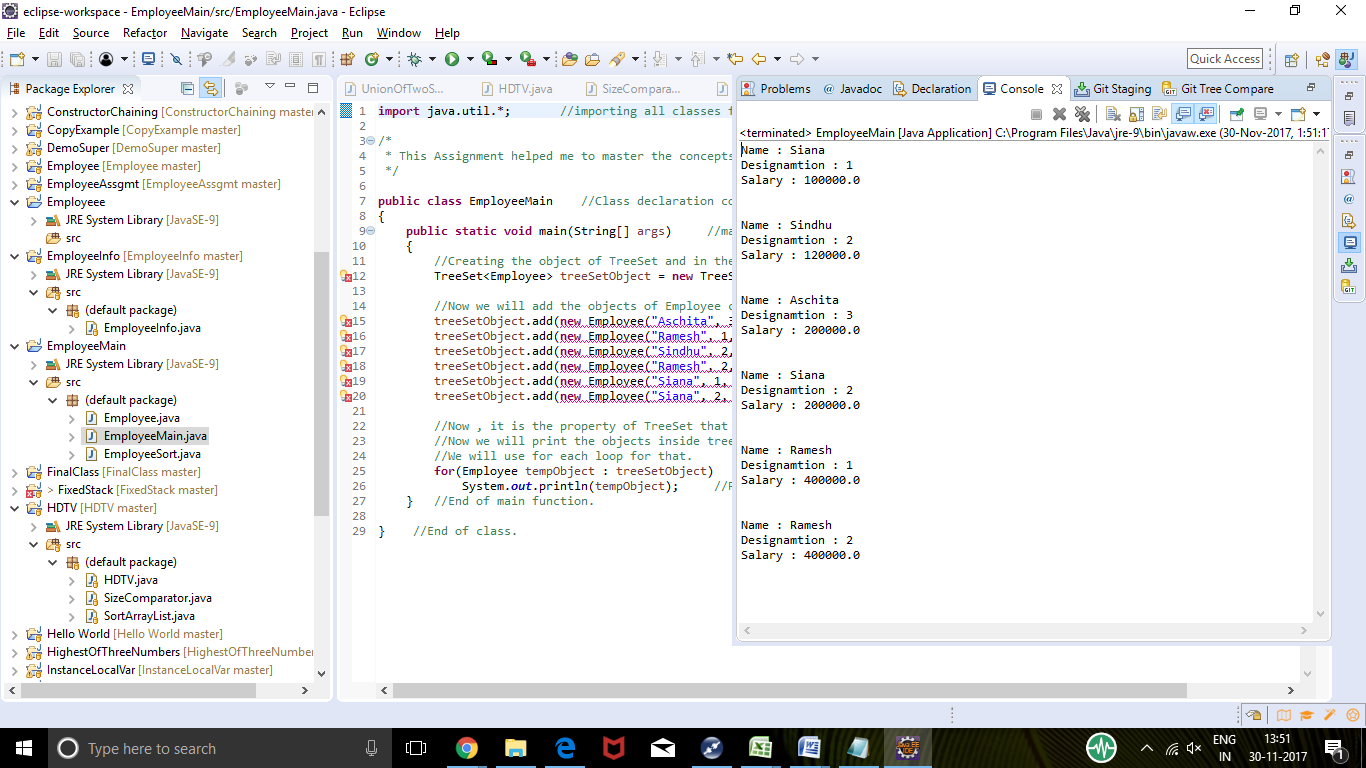 eclipse-workspace - EmployeeMain/src/EmployeeMain.java - Eclipse
File Edit Source Refactor Navigate Search Project Run Window Help
Quick Access
Package Explorer
ConstructorChaining [ConstructorChaining master
CopyExample [CopyExample master]
DemoSuper [DemoSuper master]
Employee [Employee master]
EmployeeAssgmt [EmployeeAssgmt master]
Employeee
JRE System Library [JavaSE-9]
src
EmployeeInfo [EmployeeInfo master]
JRE System Library [JavaSE-9]
src
(default package)
EmployeeInfo.java
EmployeeMain
JRE System Library [JavaSE-9]
src
(default package)
Employee.java
EmployeeMain.java
EmployeeSort.java
FinalClass [FinalClass master]
> FixedStack [FixedStack master]
HDTV [HDTV master]
JRE System Library [JavaSE-9]
src
(default package)
HDTV.java
SizeComparator.java
SortArrayList.java
Hello World [Hello World master]
HighestOfThreeNumbers [HighestOfThreeNumber
InstanceLocalVar [InstanceLocalVar master]
UnionOfTwoS... HDTV.java SizeCompara...
1 import java.util.*; //importing all classes f
2
3 /*
4 * This Assignment helped me to master the concepts
5 */
6
7 public class EmployeeMain //Class declaration co
8 {
9 public static void main(String[] args) //ma
10 {
11 //Creating the object of TreeSet and in the
12 TreeSet<Employee> treeSetObject = new TreeS
13
14 //Now we will add the objects of Employee c
15 treeSetObject.add(new Employee("Aschita", 3
16 treeSetObject.add(new Employee("Ramesh", 1,
17 treeSetObject.add(new Employee("Sindhu", 2,
18 treeSetObject.add(new Employee("Ramesh", 2,
19 treeSetObject.add(new Employee("Siana", 1,
20 treeSetObject.add(new Employee("Siana", 2,
21
22 //Now , it is the property of TreeSet that
23 //Now we will print the objects inside tree
24 //We will use for each loop for that.
25 for(Employee tempObject : treeSetObject)
26 System.out.println(tempObject); //P
27 } //End of main function.
28
29 } //End of class.
Problems @ Javadoc Declaration Console Git Staging Git Tree Compare
<terminated> EmployeeMain [Java Application] C:\Program Files\Java\jre-9\bin\javaw.exe (30-Nov-2017, 1:51:1
Name : Siana
Designamtion : 1
Salary : 100000.0
Name : Sindhu
Designamtion : 2
Salary : 120000.0
Name : Aschita
Designamtion : 3
Salary : 200000.0
Name : Siana
Designamtion : 2
Salary : 200000.0
Name : Ramesh
Designamtion : 1
Salary : 400000.0
Name : Ramesh
Designamtion : 2
Salary : 400000.0
Type here to search
ENG
IN
13:51
30-11-2017
1